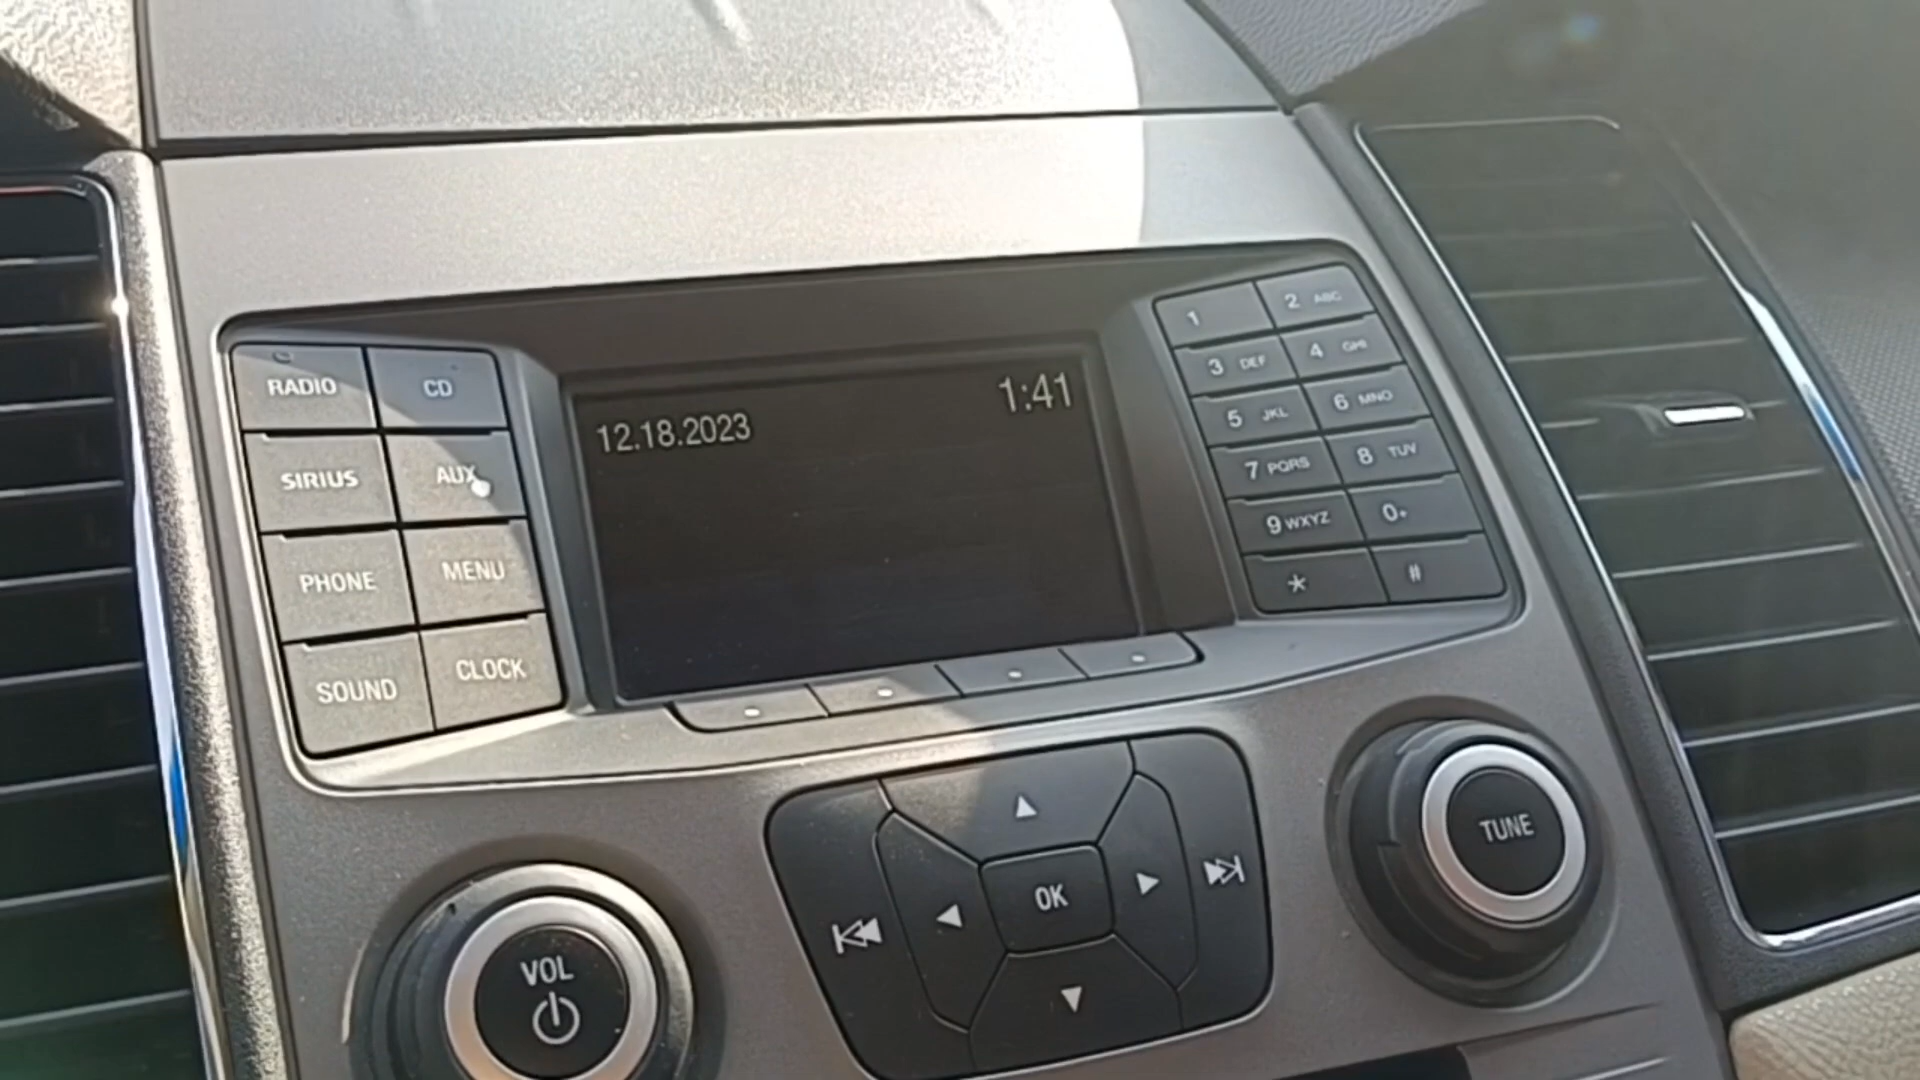 RADIO
CD
SIRIUS
AUX
PHONE
MENU
SOUND
CLOCK
12.18.2023
1:41
1
2 ABC
3 DEF
4 GHI
5 JKL
6 MNO
7 PQRS
8 TUV
9 WXYZ
0+
*
#
VOL
OK
TUNE